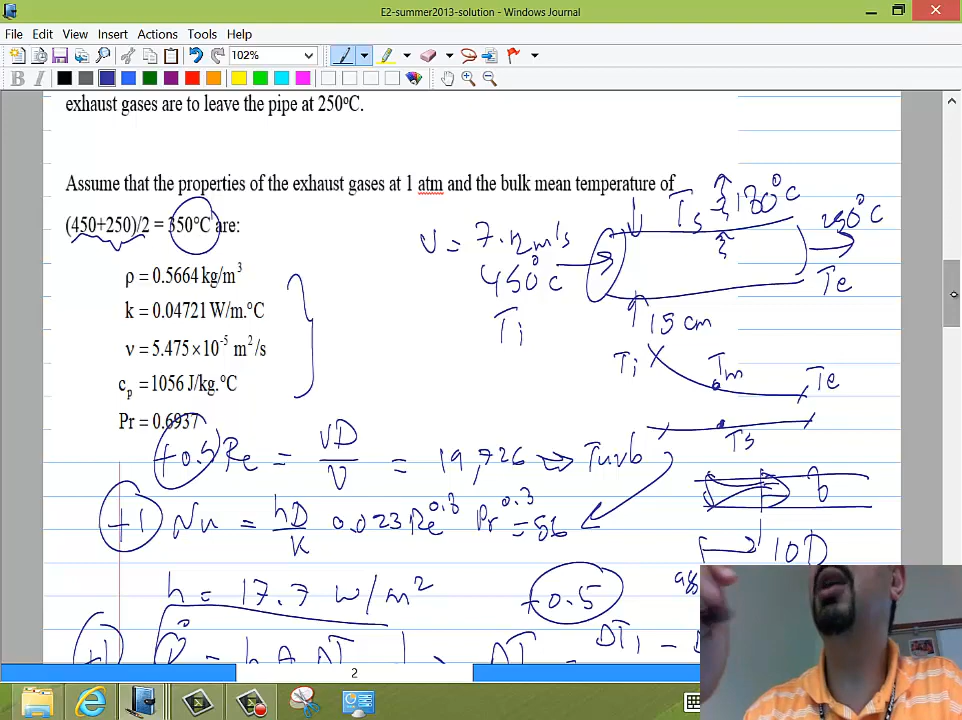 E2-summer2013-solution - Windows Journal
File Edit View Insert Actions Tools Help
102%
B I
exhaust gases are to leave the pipe at 250°C.
Assume that the properties of the exhaust gases at 1 atm and the bulk mean temperature of
(450+250)/2 = 350°C are:
ρ = 0.5664 kg/m³
k = 0.04721 W/m.°C
ν = 5.475×10⁻⁵ m²/s
cp = 1056 J/kg.°C
Pr = 0.6937
Ts 180°C
250°C
V = 7.12 m/s
450°C
Te
Ti
15 cm
Ti Tm Te
Ts
+0.5 Re = VD/ν = 19,726 => Turb
+1 Nu = hD/K 0.023 Re^0.8 Pr^0.3 = 56
10D
h = 17.7 W/m²
+0.5
+1
2